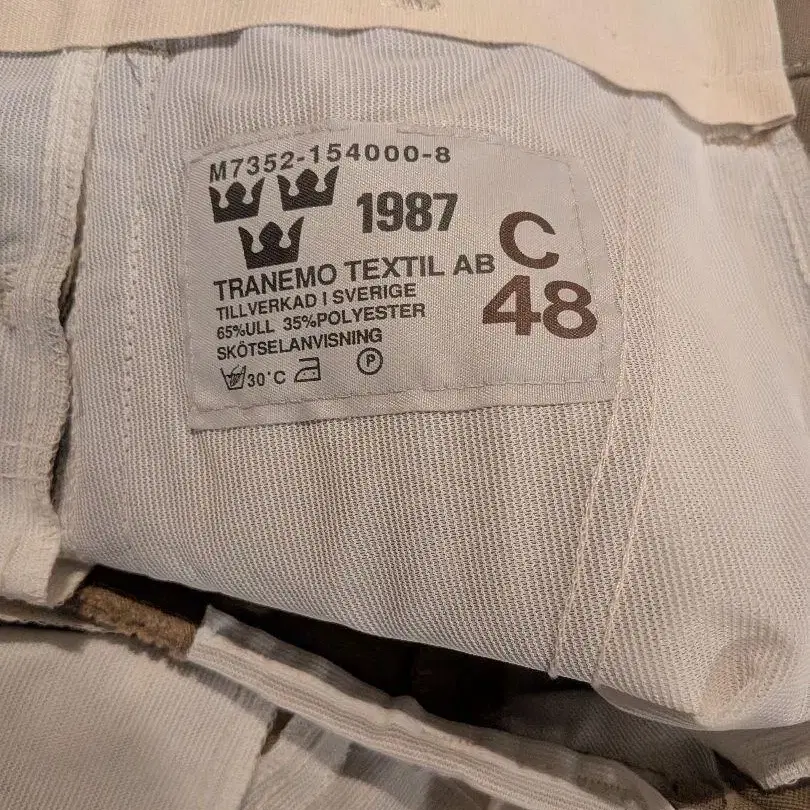 M7352-154000-8
1987
C
48
TRANEMO TEXTIL AB
TILLVERKAD I SVERIGE
65%ULL 35%POLYESTER
SKÖTSELANVISNING
30°C
P